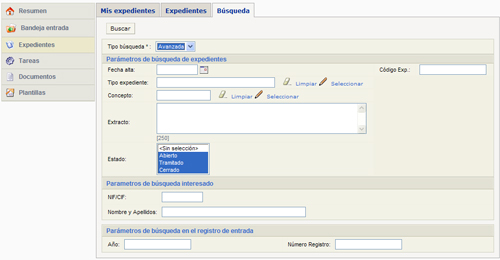 Resumen
Bandeja entrada
Expedientes
Tareas
Documentos
Plantillas
Mis expedientes Expedientes Búsqueda
Buscar
Tipo búsqueda * : Avanzada
Parámetros de búsqueda de expedientes
Fecha alta: Código Exp.:
Tipo expediente: Limpiar Seleccionar
Concepto: Limpiar Seleccionar
Extracto:
[250]
Estado: <Sin selección>
Abierto
Tramitado
Cerrado
Parametros de búsqueda interesado
NIF/CIF:
Nombre y Apellidos:
Parámetros de búsqueda en el registro de entrada
Año: Número Registro: